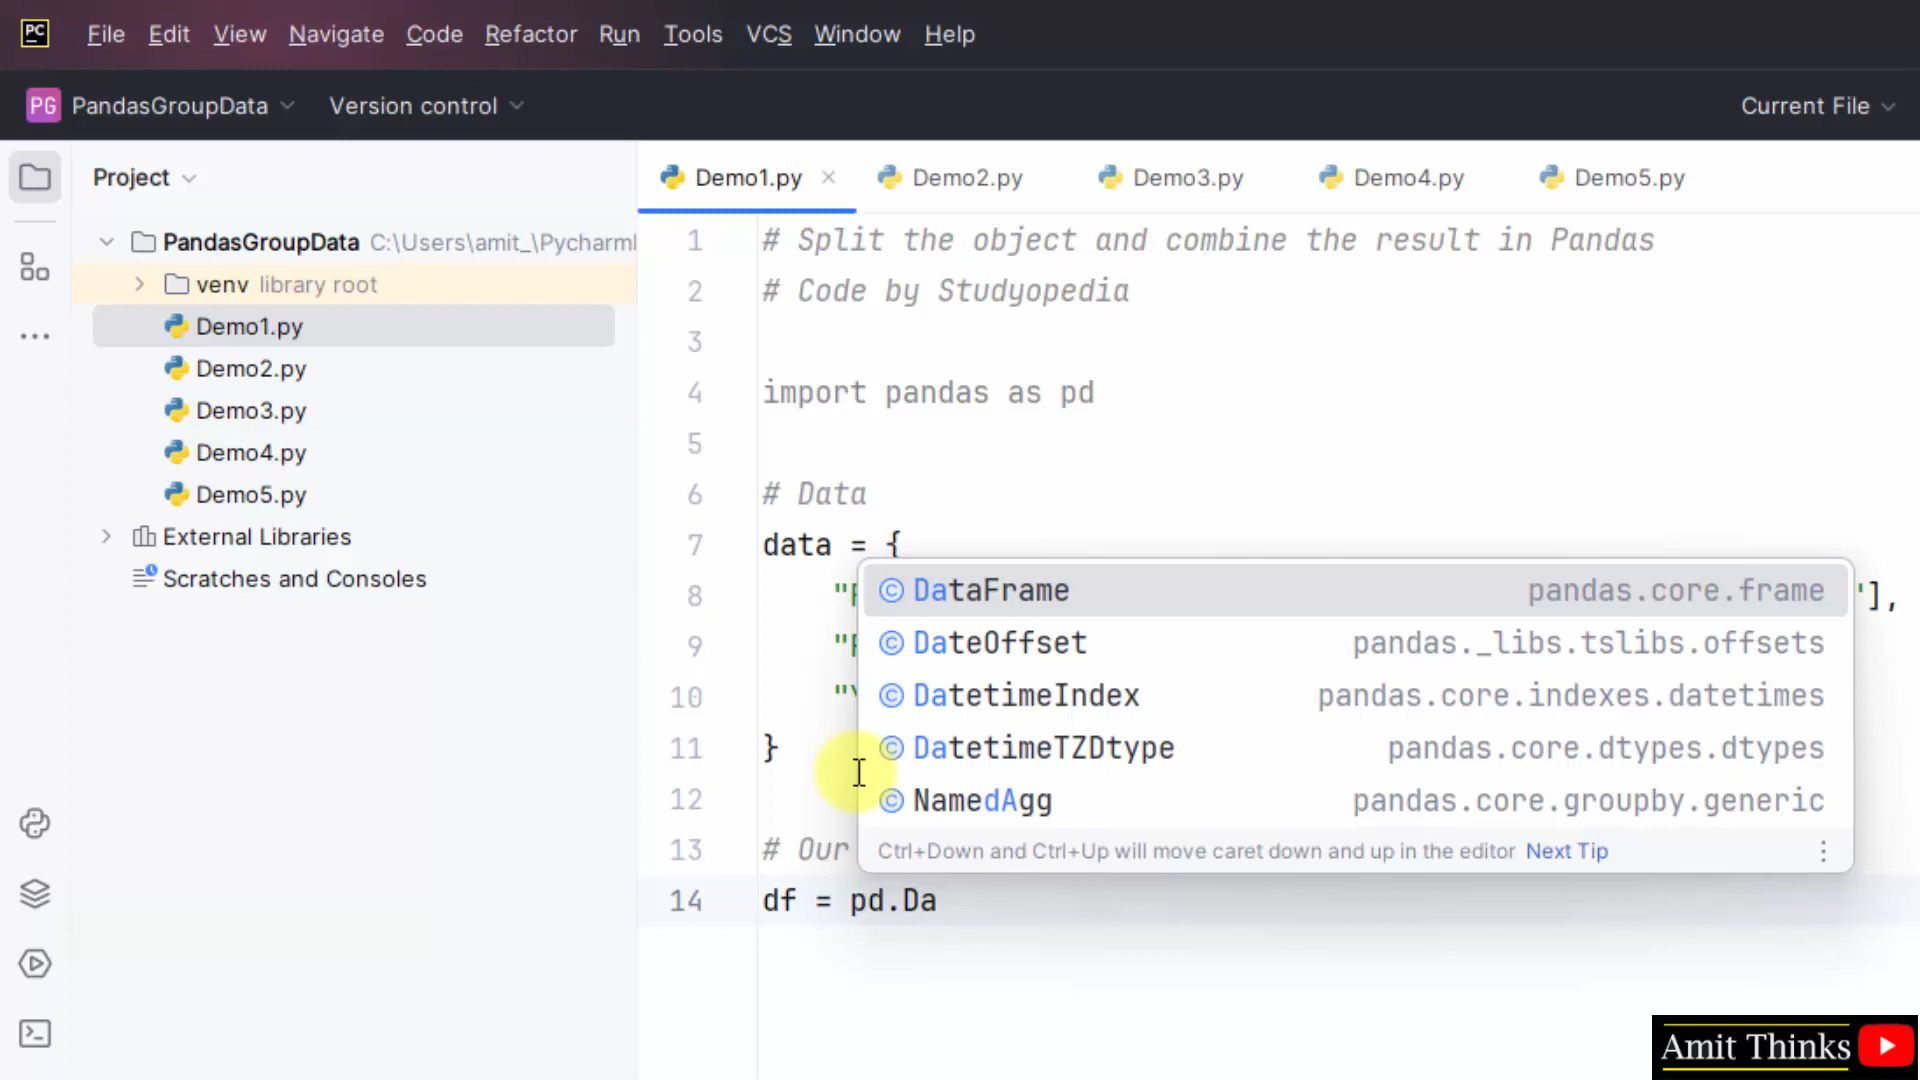 PC File Edit View Navigate Code Refactor Run Tools VCS Window Help
PG PandasGroupData Version control Current File
Project
PandasGroupData C:\Users\amit_\Pycharm
venv library root
Demo1.py
Demo2.py
Demo3.py
Demo4.py
Demo5.py
External Libraries
Scratches and Consoles
Demo1.py Demo2.py Demo3.py Demo4.py Demo5.py
1 # Split the object and combine the result in Pandas
2 # Code by Studyopedia
3
4 import pandas as pd
5
6 # Data
7 data = {
8 "],
9 "
10 "
11 }
12
13 # Our
14 df = pd.Da
DataFrame pandas.core.frame
DateOffset pandas._libs.tslibs.offsets
DatetimeIndex pandas.core.indexes.datetimes
DatetimeTZDtype pandas.core.dtypes.dtypes
NamedAgg pandas.core.groupby.generic
Ctrl+Down and Ctrl+Up will move caret down and up in the editor Next Tip
Amit Thinks